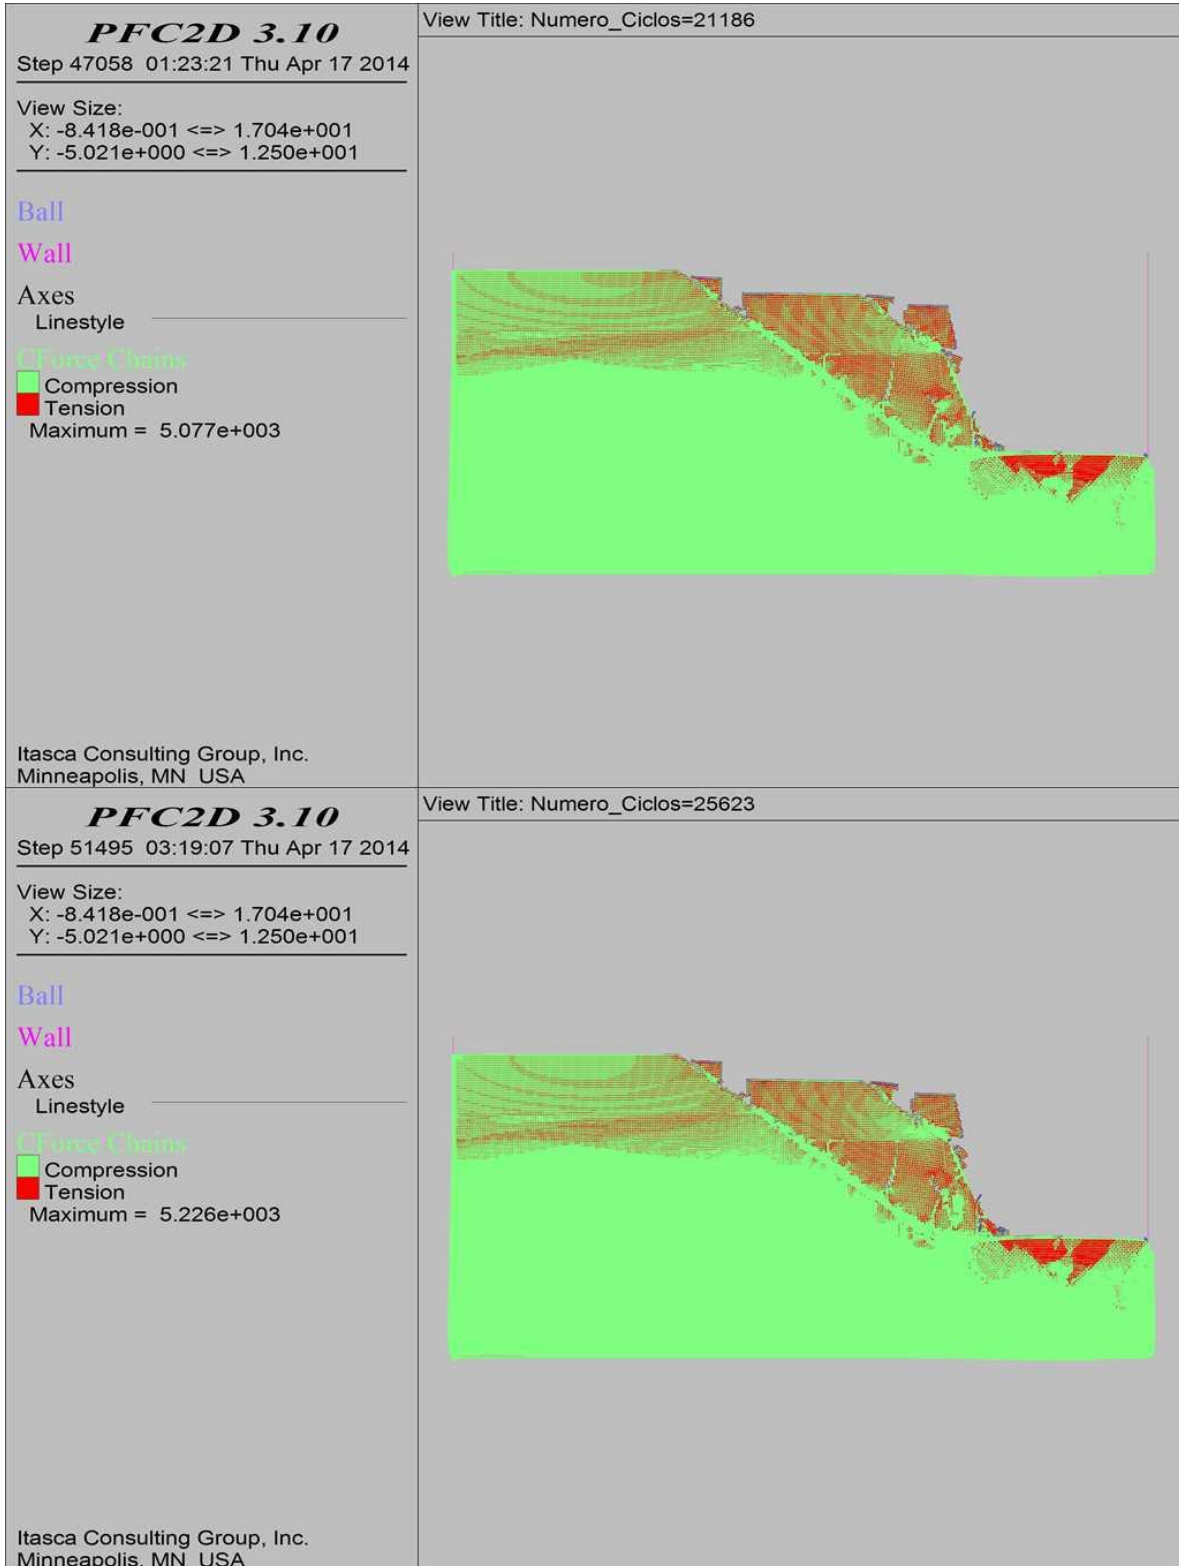 PFC2D 3.10
Step 47058 01:23:21 Thu Apr 17 2014
View Size:
X: -8.418e-001 <=> 1.704e+001
Y: -5.021e+000 <=> 1.250e+001
Ball
Wall
Axes
Linestyle
CForce Chains
Compression
Tension
Maximum = 5.077e+003
Itasca Consulting Group, Inc.
Minneapolis, MN USA
View Title: Numero_Ciclos=21186
PFC2D 3.10
Step 51495 03:19:07 Thu Apr 17 2014
View Size:
X: -8.418e-001 <=> 1.704e+001
Y: -5.021e+000 <=> 1.250e+001
Ball
Wall
Axes
Linestyle
CForce Chains
Compression
Tension
Maximum = 5.226e+003
Itasca Consulting Group, Inc.
Minneapolis, MN USA
View Title: Numero_Ciclos=25623